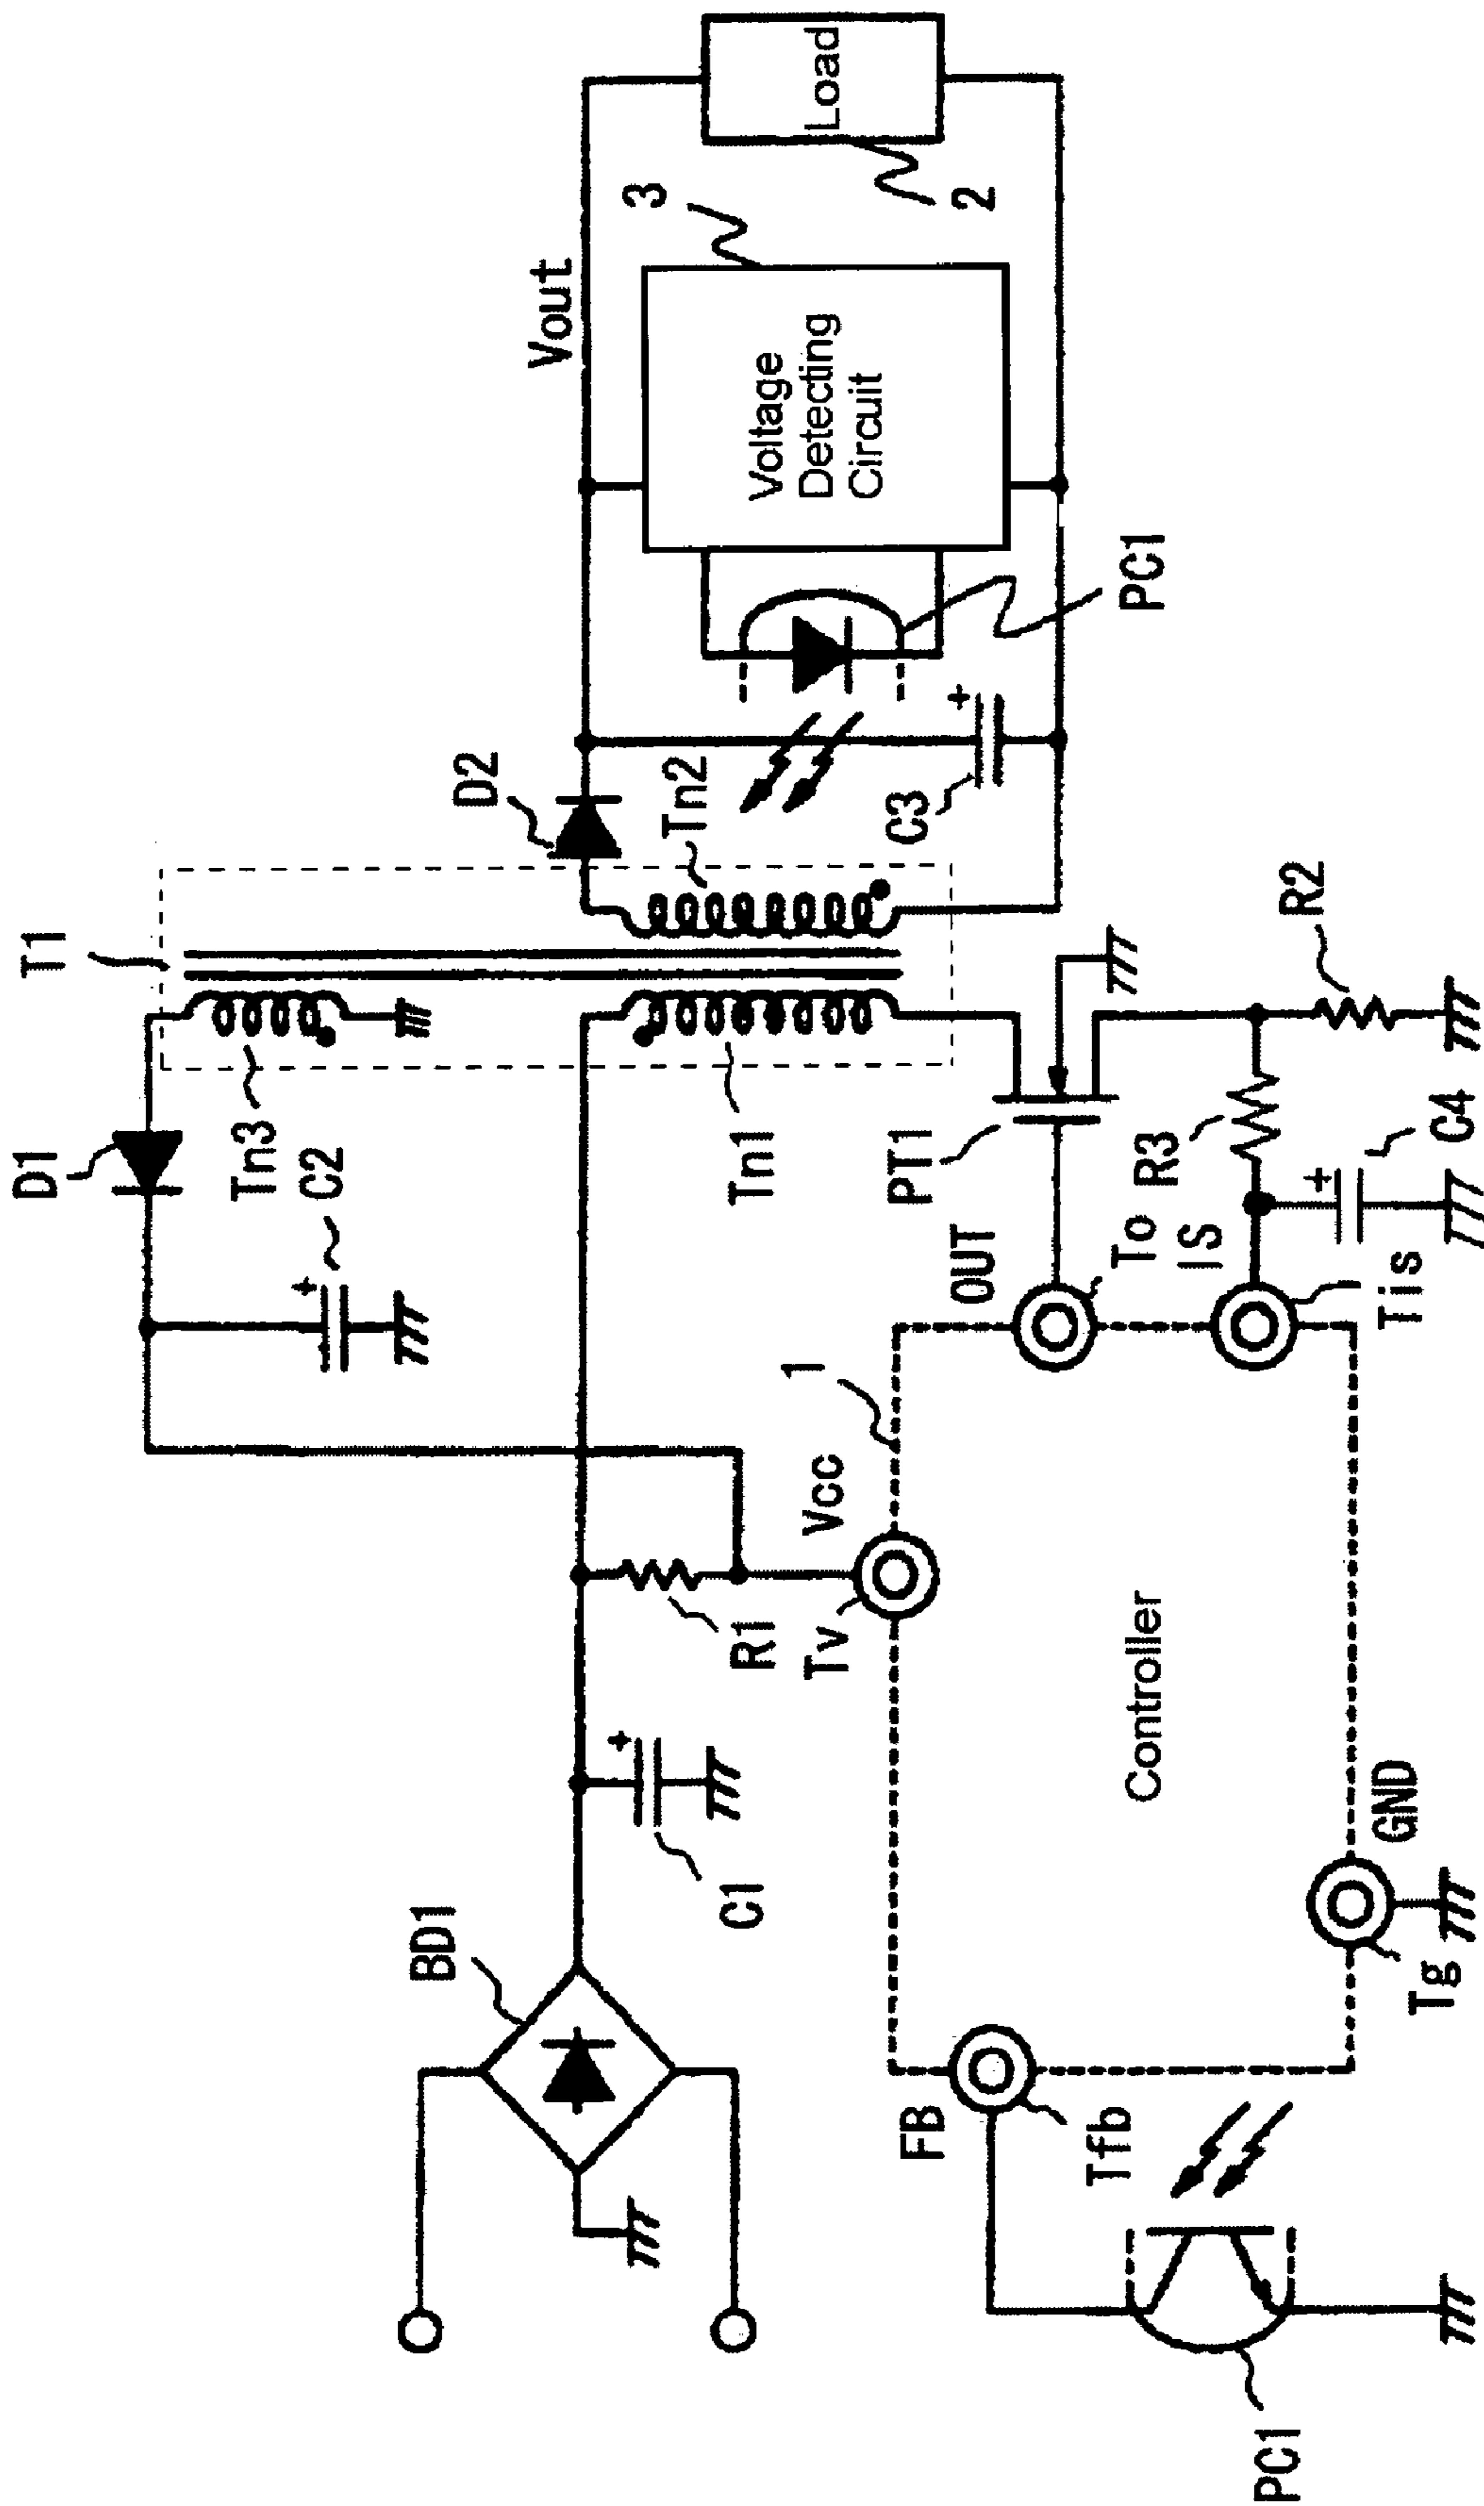 T1
D1
Tn3
C2
D2
Vout
3
Load
2
Tn2
Voltage
Detecting
Circuit
BD1
C1
R1
Tn1
C3
PC1
Tv
Vcc
1
OUT
PT1
To
R3
IS
R2
FB
Tfb
Controller
GND
Tis
C4
Tg
PC1